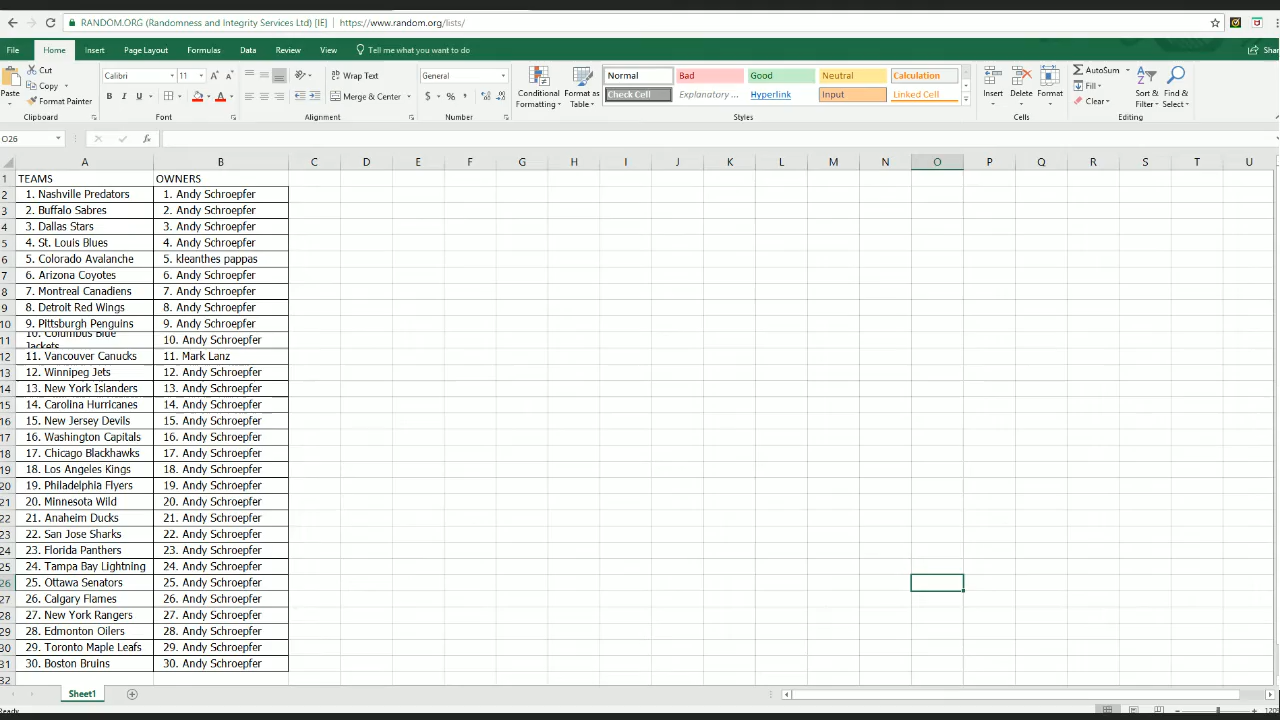 RANDOM.ORG (Randomness and Integrity Services Ltd) [IE] https://www.random.org/lists/
File Home Insert Page Layout Formulas Data Review View Tell me what you want to do
Cut
Copy
Format Painter
Paste
Clipboard
Calibri 11
B I U
Font
Wrap Text
Merge & Center
Alignment
General
$ % ,
Number
Conditional Formatting
Format as Table
Normal Bad Good Neutral Calculation
Check Cell Explanatory ... Hyperlink Input Linked Cell
Styles
Insert Delete Format
Cells
AutoSum
Fill
Clear
Sort & Filter
Find & Select
Editing
O26 fx
A B C D E F G H I J K L M N O P Q R S T U
1 TEAMS OWNERS
2 1. Nashville Predators 1. Andy Schroepfer
3 2. Buffalo Sabres 2. Andy Schroepfer
4 3. Dallas Stars 3. Andy Schroepfer
5 4. St. Louis Blues 4. Andy Schroepfer
6 5. Colorado Avalanche 5. kleanthes pappas
7 6. Arizona Coyotes 6. Andy Schroepfer
8 7. Montreal Canadiens 7. Andy Schroepfer
9 8. Detroit Red Wings 8. Andy Schroepfer
10 9. Pittsburgh Penguins 9. Andy Schroepfer
11 10. Columbus Blue Jackets 10. Andy Schroepfer
12 11. Vancouver Canucks 11. Mark Lanz
13 12. Winnipeg Jets 12. Andy Schroepfer
14 13. New York Islanders 13. Andy Schroepfer
15 14. Carolina Hurricanes 14. Andy Schroepfer
16 15. New Jersey Devils 15. Andy Schroepfer
17 16. Washington Capitals 16. Andy Schroepfer
18 17. Chicago Blackhawks 17. Andy Schroepfer
19 18. Los Angeles Kings 18. Andy Schroepfer
20 19. Philadelphia Flyers 19. Andy Schroepfer
21 20. Minnesota Wild 20. Andy Schroepfer
22 21. Anaheim Ducks 21. Andy Schroepfer
23 22. San Jose Sharks 22. Andy Schroepfer
24 23. Florida Panthers 23. Andy Schroepfer
25 24. Tampa Bay Lightning 24. Andy Schroepfer
26 25. Ottawa Senators 25. Andy Schroepfer
27 26. Calgary Flames 26. Andy Schroepfer
28 27. New York Rangers 27. Andy Schroepfer
29 28. Edmonton Oilers 28. Andy Schroepfer
30 29. Toronto Maple Leafs 29. Andy Schroepfer
31 30. Boston Bruins 30. Andy Schroepfer
32
Sheet1